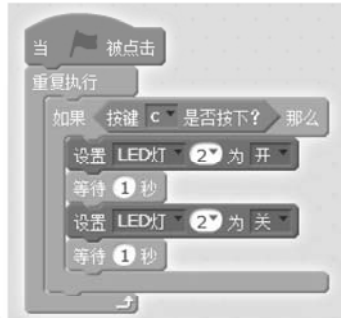 当 被点击
重复执行
如果 按键 c 是否按下? 那么
设置 LED灯 2 为 开
等待 1 秒
设置 LED灯 2 为 关
等待 1 秒